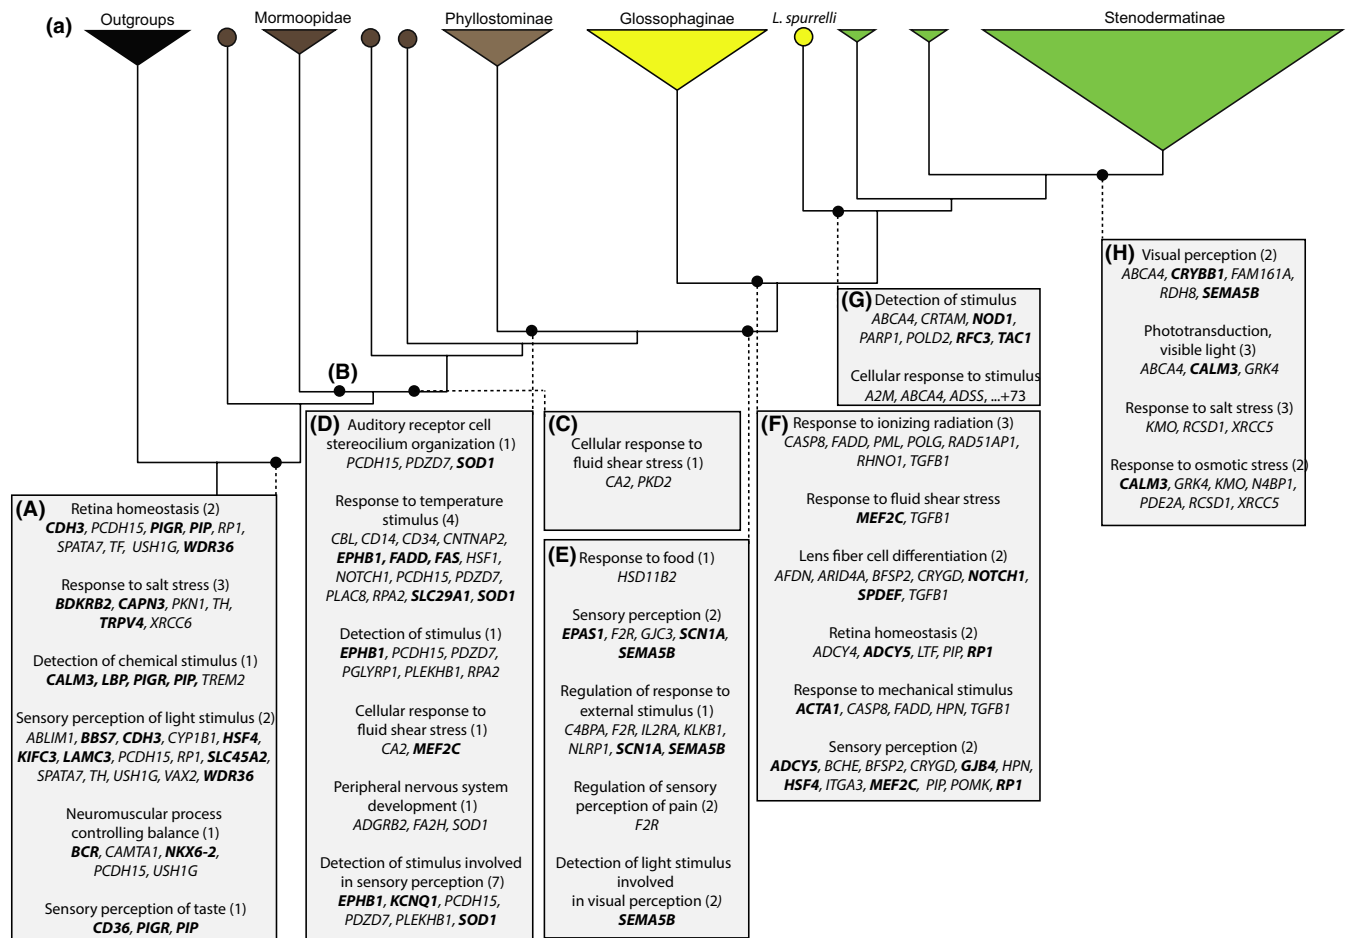 (a)
Outgroups
Mormoopidae
Phyllostominae
Glossophaginae
L. spurrelli
Stenodermatinae
(B)
(A)
Retina homeostasis (2)
CDH3, PCDH15, PIGR, PIP, RP1,
SPATA7, TF, USH1G, WDR36
Response to salt stress (3)
BDKRB2, CAPN3, PKN1, TH,
TRPV4, XRCC6
Detection of chemical stimulus (1)
CALM3, LBP, PIGR, PIP, TREM2
Sensory perception of light stimulus (2)
ABLIM1, BBS7, CDH3, CYP1B1, HSF4,
KIFC3, LAMC3, PCDH15, RP1, SLC45A2,
SPATA7, TH, USH1G, VAX2, WDR36
Neuromuscular process
controlling balance (1)
BCR, CAMTA1, NKX6-2,
PCDH15, USH1G
Sensory perception of taste (1)
CD36, PIGR, PIP
(D)
Auditory receptor cell
stereocilium organization (1)
PCDH15, PDZD7, SOD1
Response to temperature
stimulus (4)
CBL, CD14, CD34, CNTNAP2,
EPHB1, FADD, FAS, HSF1,
NOTCH1, PCDH15, PDZD7,
PLAC8, RPA2, SLC29A1, SOD1
Detection of stimulus (1)
EPHB1, PCDH15, PDZD7,
PGLYRP1, PLEKHB1, RPA2
Cellular response to
fluid shear stress (1)
CA2, MEF2C
Peripheral nervous system
development (1)
ADGRB2, FA2H, SOD1
Detection of stimulus involved
in sensory perception (7)
EPHB1, KCNQ1, PCDH15,
PDZD7, PLEKHB1, SOD1
(C)
Cellular response to
fluid shear stress (1)
CA2, PKD2
(E)
Response to food (1)
HSD11B2
Sensory perception (2)
EPAS1, F2R, GJC3, SCN1A,
SEMA5B
Regulation of response to
external stimulus (1)
C4BPA, F2R, IL2RA, KLKB1,
NLRP1, SCN1A, SEMA5B
Regulation of sensory
perception of pain (2)
F2R
Detection of light stimulus
involved
in visual perception (2)
SEMA5B
(G)
Detection of stimulus
ABCA4, CRTAM, NOD1,
PARP1, POLD2, RFC3, TAC1
Cellular response to stimulus
A2M, ABCA4, ADSS, ...+73
(F)
Response to ionizing radiation (3)
CASP8, FADD, PML, POLG, RAD51AP1,
RHNO1, TGFB1
Response to fluid shear stress
MEF2C, TGFB1
Lens fiber cell differentiation (2)
AFDN, ARID4A, BFSP2, CRYGD, NOTCH1,
SPDEF, TGFB1
Retina homeostasis (2)
ADCY4, ADCY5, LTF, PIP, RP1
Response to mechanical stimulus
ACTA1, CASP8, FADD, HPN, TGFB1
Sensory perception (2)
ADCY5, BCHE, BFSP2, CRYGD, GJB4, HPN,
HSF4, ITGA3, MEF2C, PIP, POMK, RP1
(H)
Visual perception (2)
ABCA4, CRYBB1, FAM161A,
RDH8, SEMA5B
Phototransduction,
visible light (3)
ABCA4, CALM3, GRK4
Response to salt stress (3)
KMO, RCSD1, XRCC5
Response to osmotic stress (2)
CALM3, GRK4, KMO, N4BP1,
PDE2A, RCSD1, XRCC5